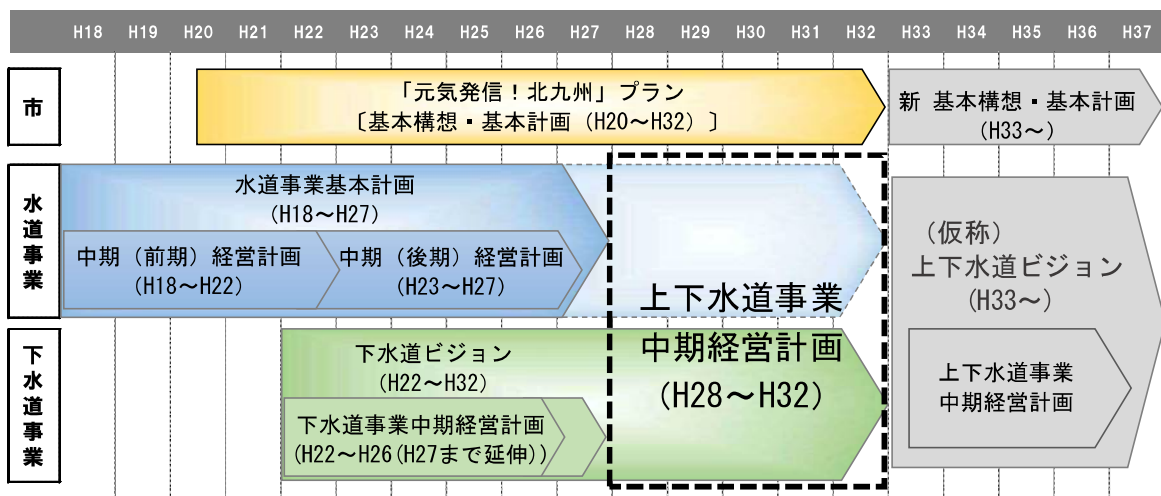 H18 H19 H20 H21 H22 H23 H24 H25 H26 H27 H28 H29 H30 H31 H32 H33 H34 H35 H36 H37
市
「元気発信！北九州」プラン
〔基本構想・基本計画（H20～H32）〕
新 基本構想・基本計画
(H33～)
水道事業
水道事業基本計画
(H18～H27)
中期（前期）経営計画
(H18～H22)
中期（後期）経営計画
(H23～H27)
上下水道事業
中期経営計画
(H28～H32)
（仮称）
上下水道ビジョン
(H33～)
下水道事業
下水道ビジョン
(H22～H32)
下水道事業中期経営計画
(H22～H26(H27まで延伸))
上下水道事業
中期経営計画